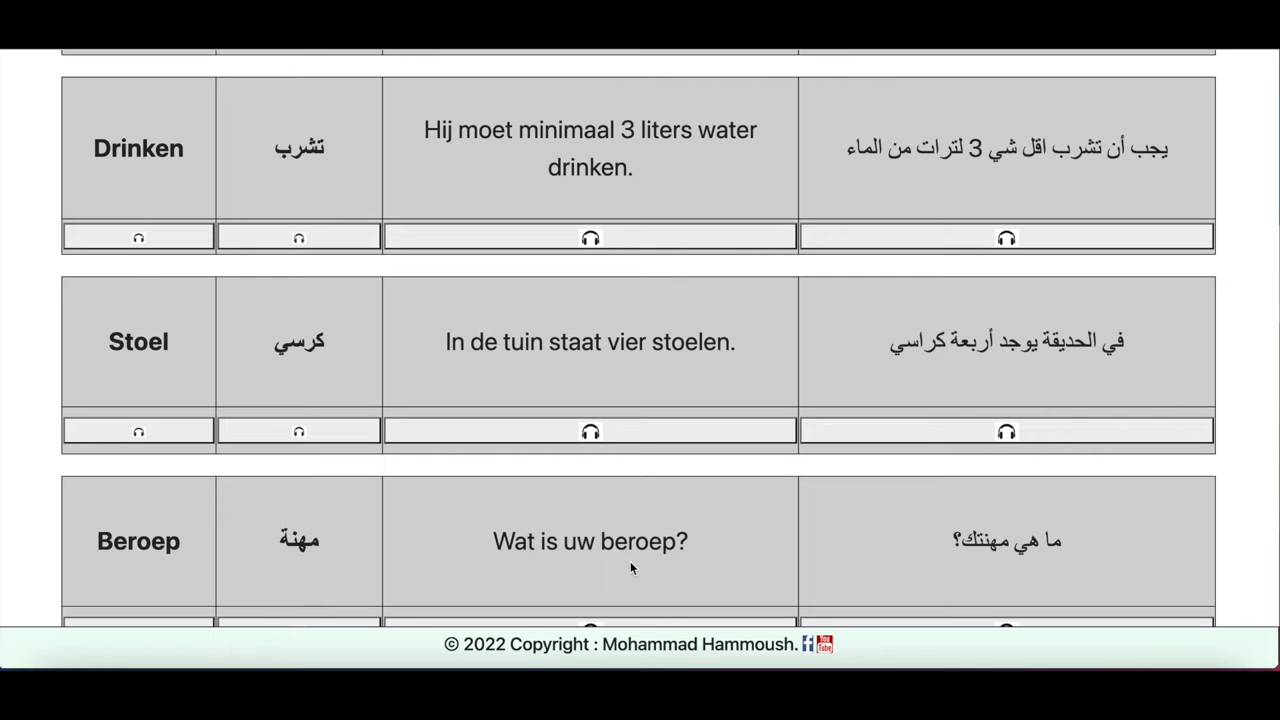 Drinken
تشرب
Hij moet minimaal 3 liters water
drinken.
يجب أن تشرب اقل شي 3 لترات من الماء
Stoel
كرسي
In de tuin staat vier stoelen.
في الحديقة يوجد أربعة كراسي
Beroep
مهنة
Wat is uw beroep?
ما هي مهنتك؟
© 2022 Copyright : Mohammad Hammoush.
You
Tube